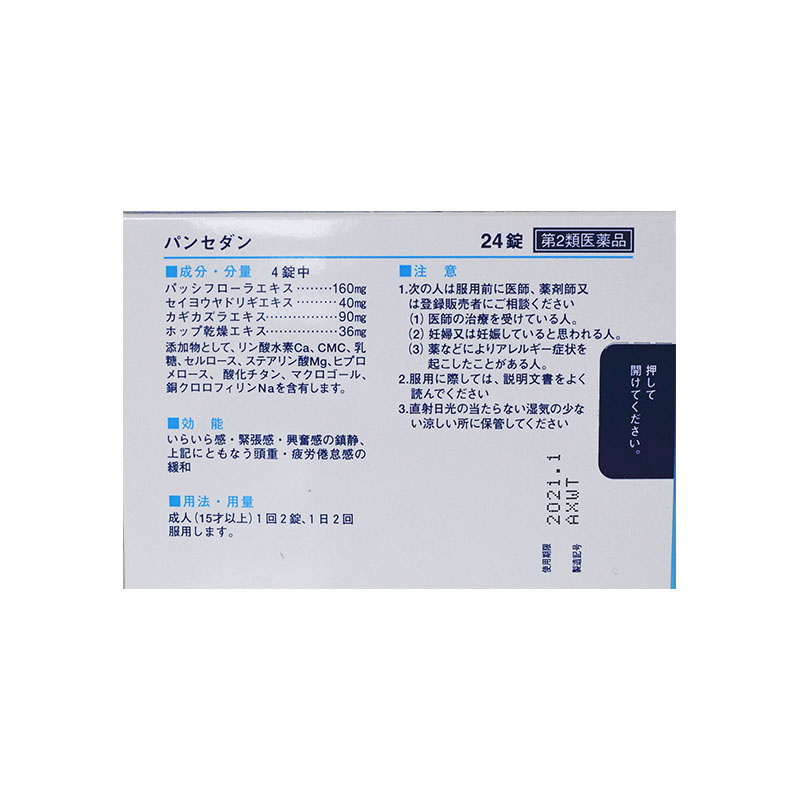 パンセダン
24錠 第2類医薬品
■成分・分量 4錠中
パッシフローラエキス………160mg
セイヨウヤドリギエキス………40mg
カギカズラエキス………………90mg
ホップ乾燥エキス………………36mg
添加物として、リン酸水素Ca、CMC、乳
糖、セルロース、ステアリン酸Mg、ヒプロ
メロース、酸化チタン、マクロゴール、
銅クロロフィリンNaを含有します。
■効 能
いらいら感・緊張感・興奮感の鎮静、
上記にともなう頭重・疲労倦怠感の
緩和
■用法・用量
成人(15才以上)1回2錠、1日2回
服用します。
■注 意
1.次の人は服用前に医師、薬剤師又
は登録販売者にご相談ください
(1) 医師の治療を受けている人。
(2) 妊婦又は妊娠していると思われる人。
(3) 薬などによりアレルギー症状を
起こしたことがある人。
2.服用に際しては、説明文書をよく
読んでください
3.直射日光の当たらない湿気の少な
い涼しい所に保管してください
使用期限 2021.1
製造記号 AXWT
押して
開けてください。